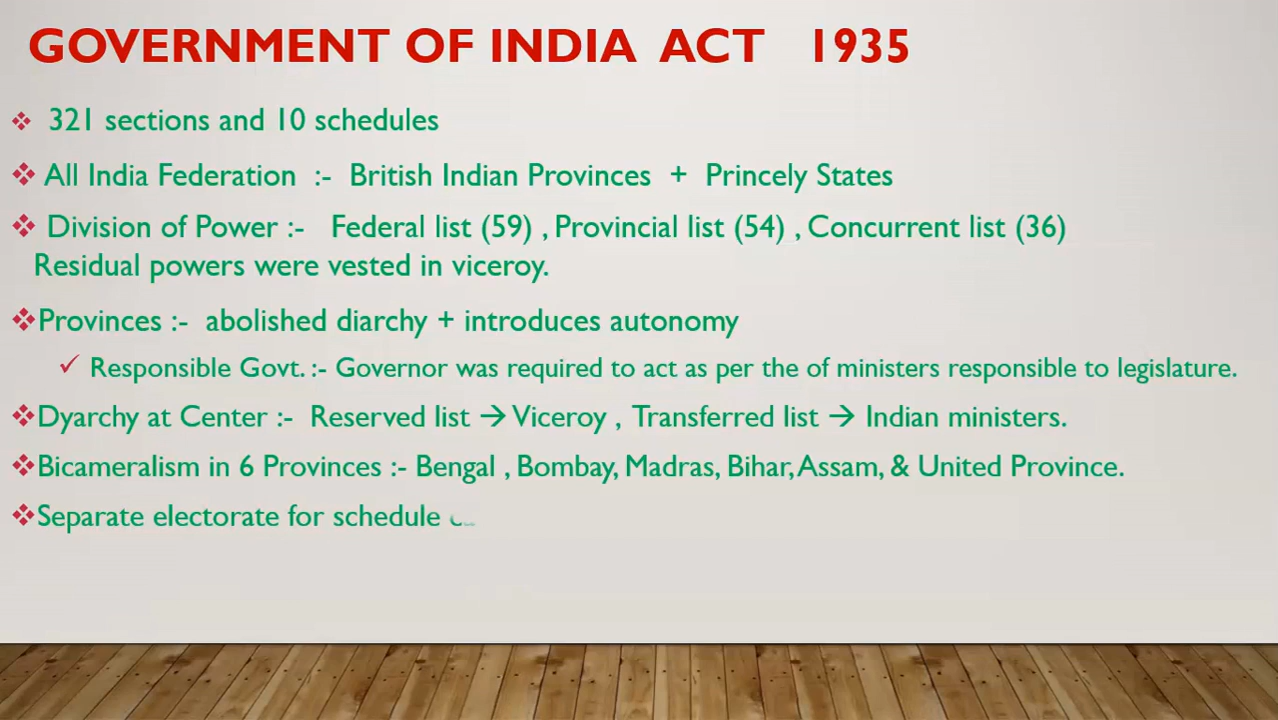 GOVERNMENT OF INDIA ACT 1935
321 sections and 10 schedules
All India Federation :- British Indian Provinces + Princely States
Division of Power :- Federal list (59) , Provincial list (54) , Concurrent list (36)
Residual powers were vested in viceroy.
Provinces :- abolished diarchy + introduces autonomy
Responsible Govt. :- Governor was required to act as per the of ministers responsible to legislature.
Dyarchy at Center :- Reserved list → Viceroy , Transferred list → Indian ministers.
Bicameralism in 6 Provinces :- Bengal , Bombay, Madras, Bihar, Assam, & United Province.
Separate electorate for schedule